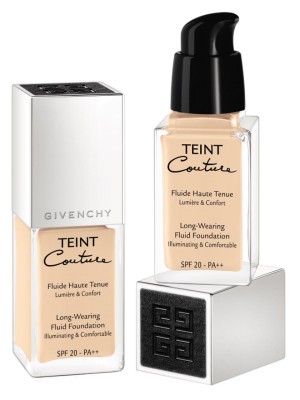 GIVENCHY
TEINT
Couture
Fluide Haute Tenue
Lumière & Confort
Long-Wearing
Fluid Foundation
Illuminating & Comfortable
SPF 20 - PA++
TEINT
Couture
Fluide Haute Tenue
Lumière & Confort
Long-Wearing
Fluid Foundation
Illuminating & Comfortable
SPF 20 - PA++